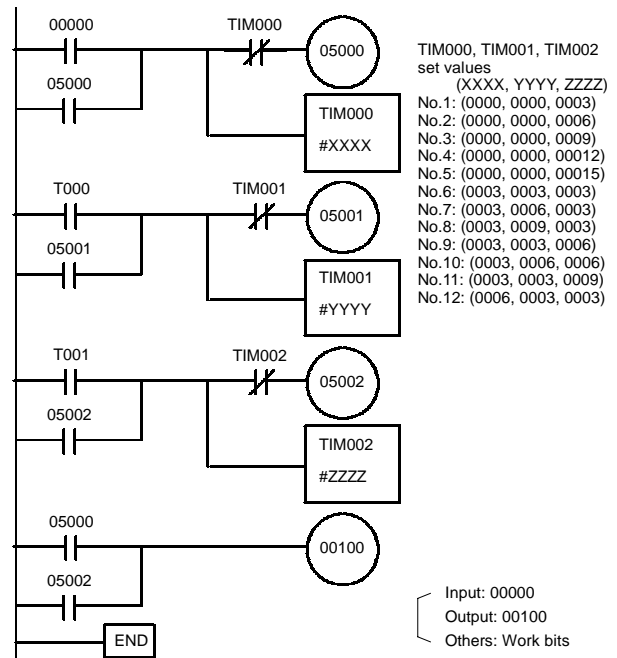 00000 TIM000
05000
05000
TIM000
#XXXX
T000 TIM001
05001
05001
TIM001
#YYYY
T001 TIM002
05002
05002
TIM002
#ZZZZ
05000
00100
05002
END
TIM000, TIM001, TIM002
set values
(XXXX, YYYY, ZZZZ)
No.1: (0000, 0000, 0003)
No.2: (0000, 0000, 0006)
No.3: (0000, 0000, 0009)
No.4: (0000, 0000, 00012)
No.5: (0000, 0000, 00015)
No.6: (0003, 0003, 0003)
No.7: (0003, 0006, 0003)
No.8: (0003, 0009, 0003)
No.9: (0003, 0003, 0006)
No.10: (0003, 0006, 0006)
No.11: (0003, 0003, 0009)
No.12: (0006, 0003, 0003)
Input: 00000
Output: 00100
Others: Work bits